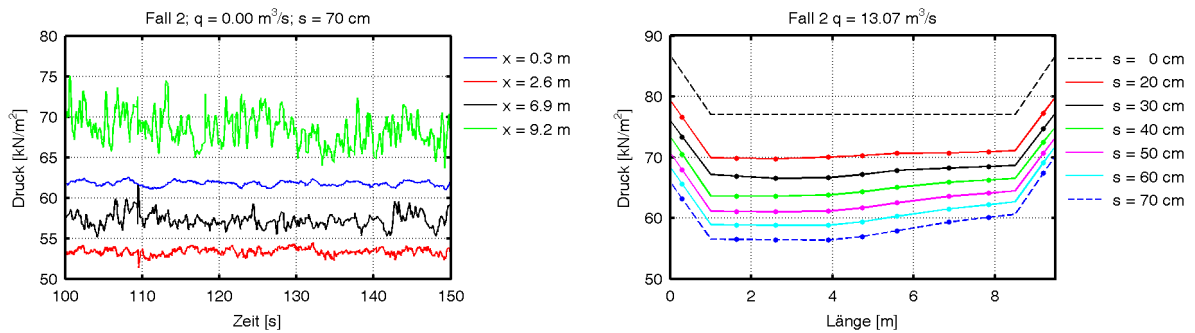 Fall 2; q = 0.00 m³/s; s = 70 cm
Druck [kN/m²]
80
75
70
65
60
55
50
100
110
120
130
140
150
Zeit [s]
x = 0.3 m
x = 2.6 m
x = 6.9 m
x = 9.2 m
Fall 2 q = 13.07 m³/s
Druck [kN/m²]
90
80
70
60
50
0
2
4
6
8
Länge [m]
s = 0 cm
s = 20 cm
s = 30 cm
s = 40 cm
s = 50 cm
s = 60 cm
s = 70 cm